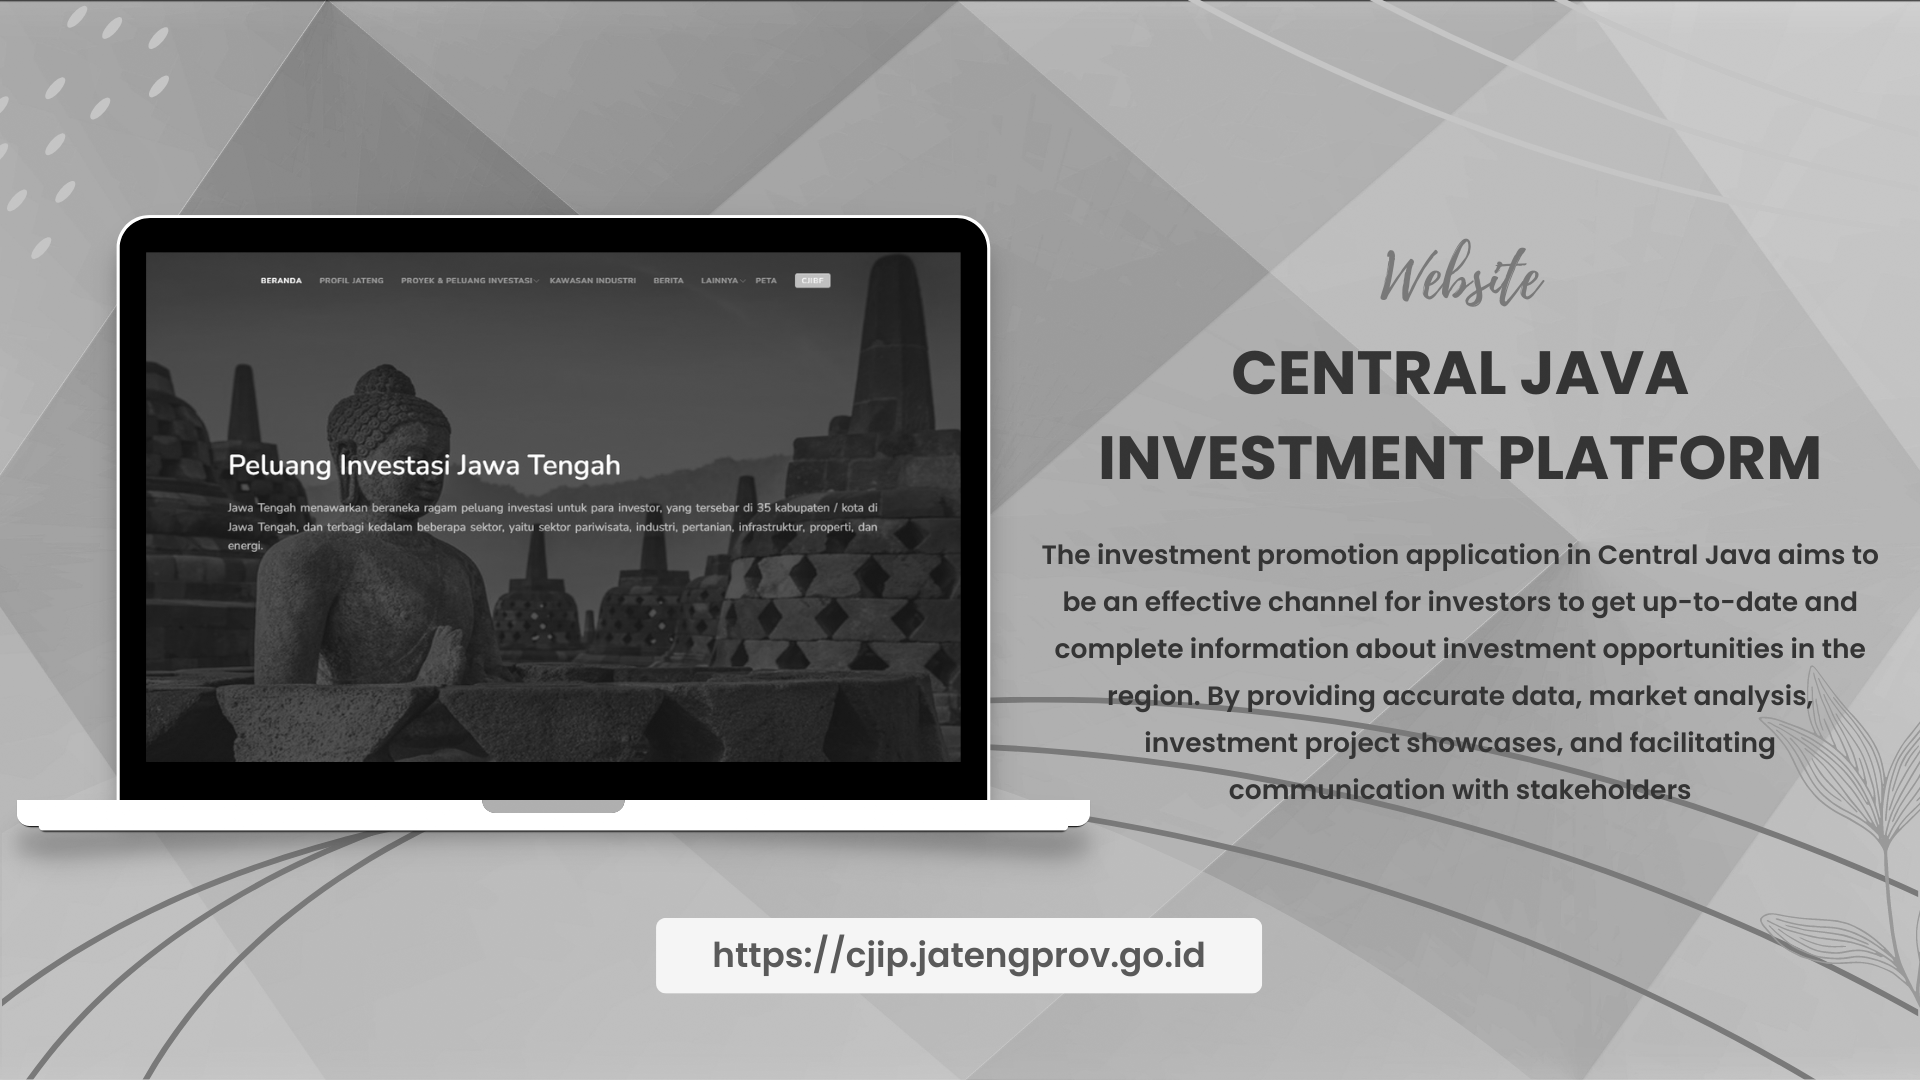 BERANDA PROFIL JATENG PROYEK & PELUANG INVESTASI KAWASAN INDUSTRI BERITA LAINNYA PETA CJIBF
Peluang Investasi Jawa Tengah
Jawa Tengah menawarkan beraneka ragam peluang investasi untuk para investor, yang tersebar di 35 kabupaten / kota di
Jawa Tengah, dan terbagi kedalam beberapa sektor, yaitu sektor pariwisata, industri, pertanian, infrastruktur, properti, dan
energi.
Website
CENTRAL JAVA
INVESTMENT PLATFORM
The investment promotion application in Central Java aims to
be an effective channel for investors to get up-to-date and
complete information about investment opportunities in the
region. By providing accurate data, market analysis,
investment project showcases, and facilitating
communication with stakeholders
https://cjip.jatengprov.go.id